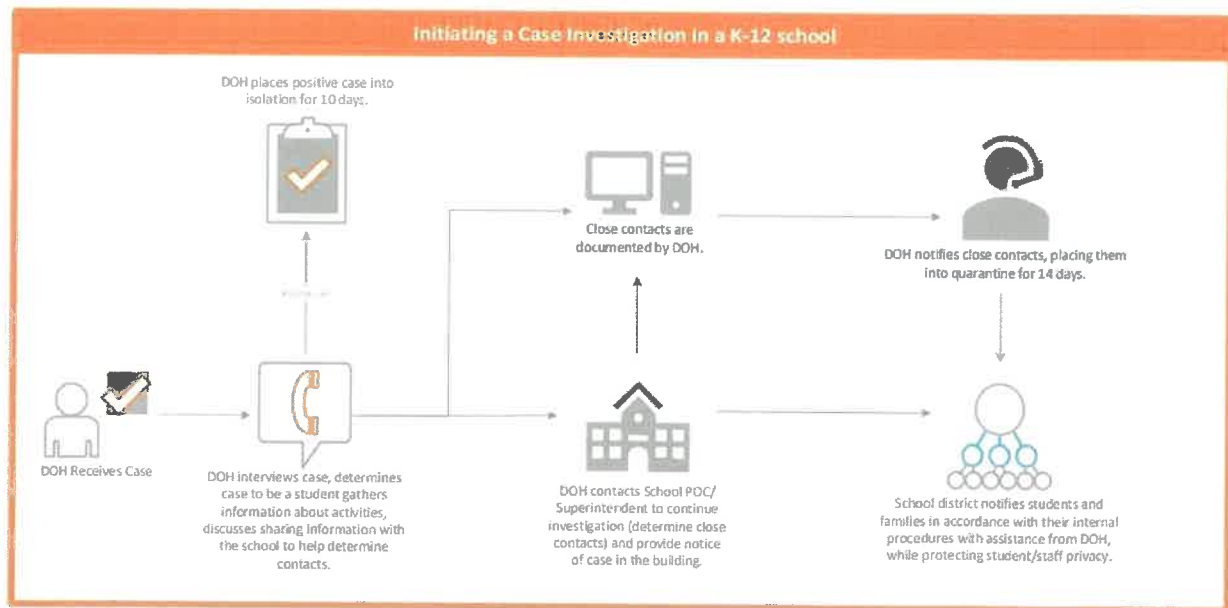 Initiating a Case Investigation in a K-12 school
DOH places positive case into
isolation for 10 days.
Close contacts are
documented by DOH.
DOH notifies close contacts, placing them
into quarantine for 14 days.
DOH Receives Case
DOH interviews case, determines
case to be a student gathers
information about activities,
discusses sharing information with
the school to help determine
contacts.
DOH contacts School POC/
Superintendent to continue
investigation (determine close
contacts) and provide notice
of case in the building.
School district notifies students and
families in accordance with their internal
procedures with assistance from DOH,
while protecting student/staff privacy.